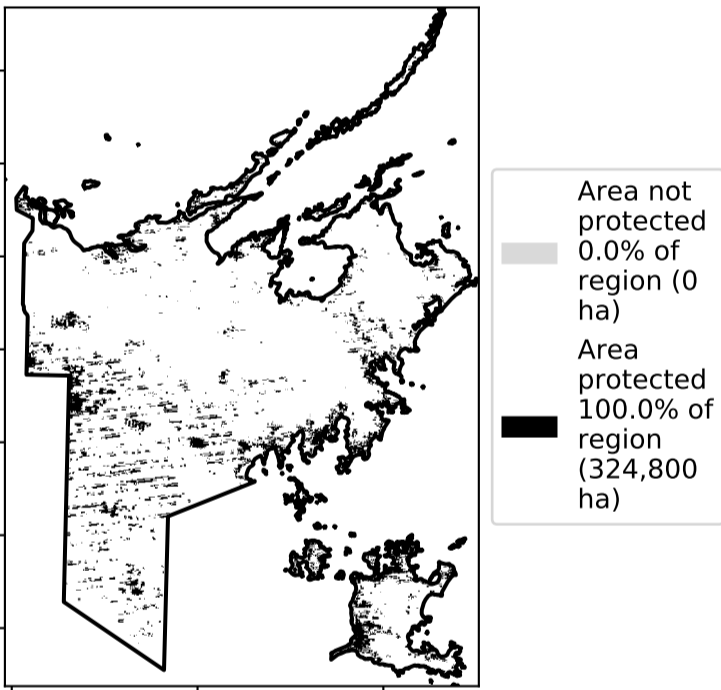 Area not
protected
0.0% of
region (0
ha)
Area
protected
100.0% of
region
(324,800
ha)